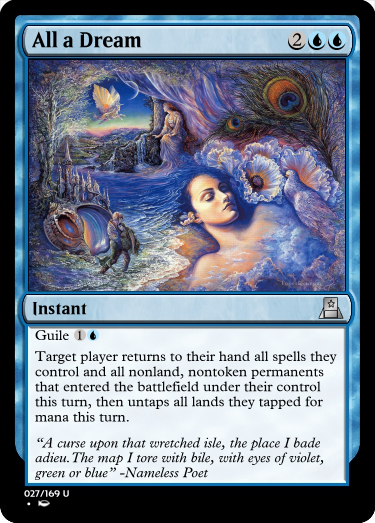 All a Dream
2
Instant
Guile 1
Target player returns to their hand all spells they
control and all nonland, nontoken permanents
that entered the battlefield under their control
this turn, then untaps all lands they tapped for
mana this turn.
“A curse upon that wretched isle, the place I bade
adieu.The map I tore with bile, with eyes of violet,
green or blue” -Nameless Poet
027/169 U